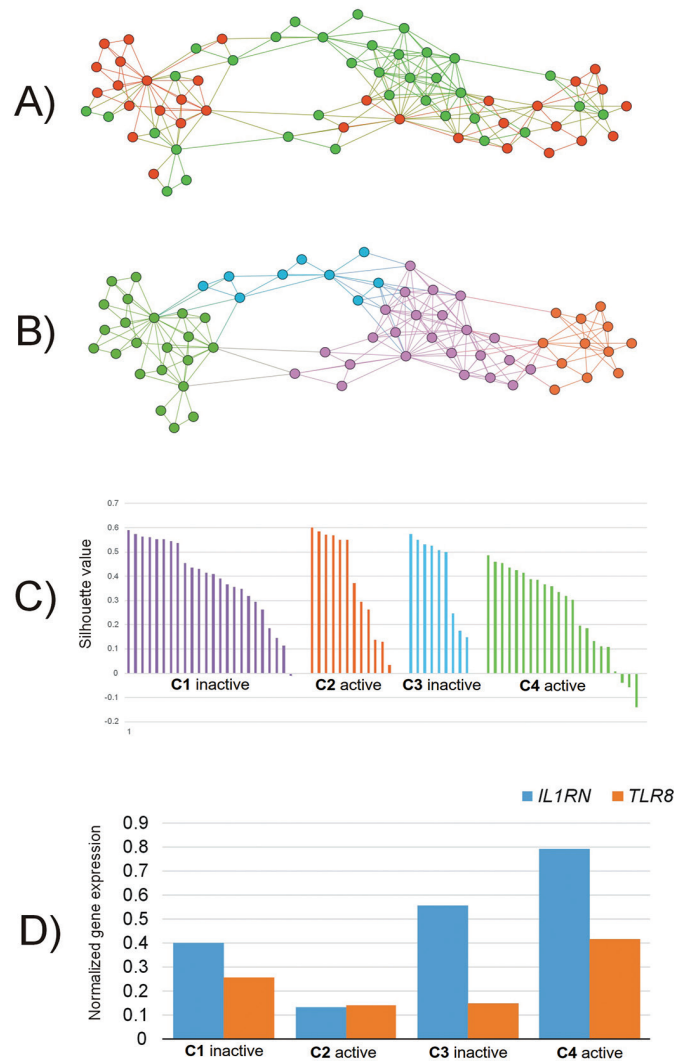 A)
B)
C)
Silhouette value
0.7
0.6
0.5
0.4
0.3
0.2
0.1
0
-0.1
-0.2
1
C1 inactive
C2 active
C3 inactive
C4 active
D)
IL1RN
TLR8
Normalized gene expression
0.9
0.8
0.7
0.6
0.5
0.4
0.3
0.2
0.1
0
C1 inactive
C2 active
C3 inactive
C4 active